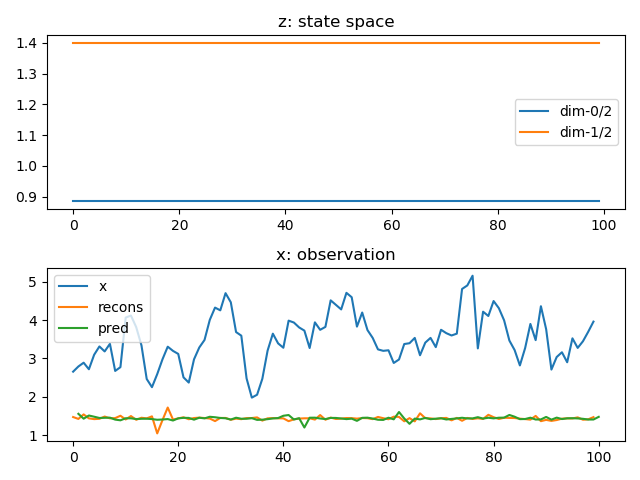 z: state space
1.4
1.3
1.2
1.1
1.0
0.9
dim-0/2
dim-1/2
0 20 40 60 80 100
x: observation
5
4
3
2
1
x
recons
pred
0 20 40 60 80 100